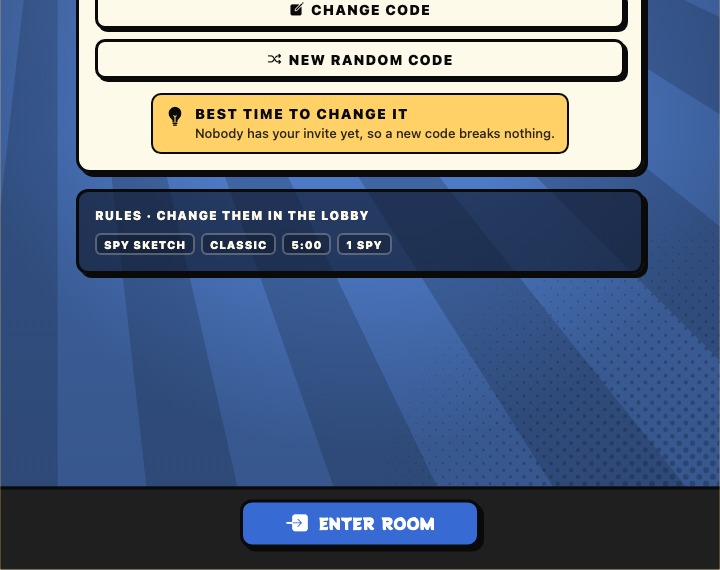 CHANGE CODE
NEW RANDOM CODE
BEST TIME TO CHANGE IT
Nobody has your invite yet, so a new code breaks nothing.
RULES · CHANGE THEM IN THE LOBBY
SPY SKETCH CLASSIC 5:00 1 SPY
ENTER ROOM